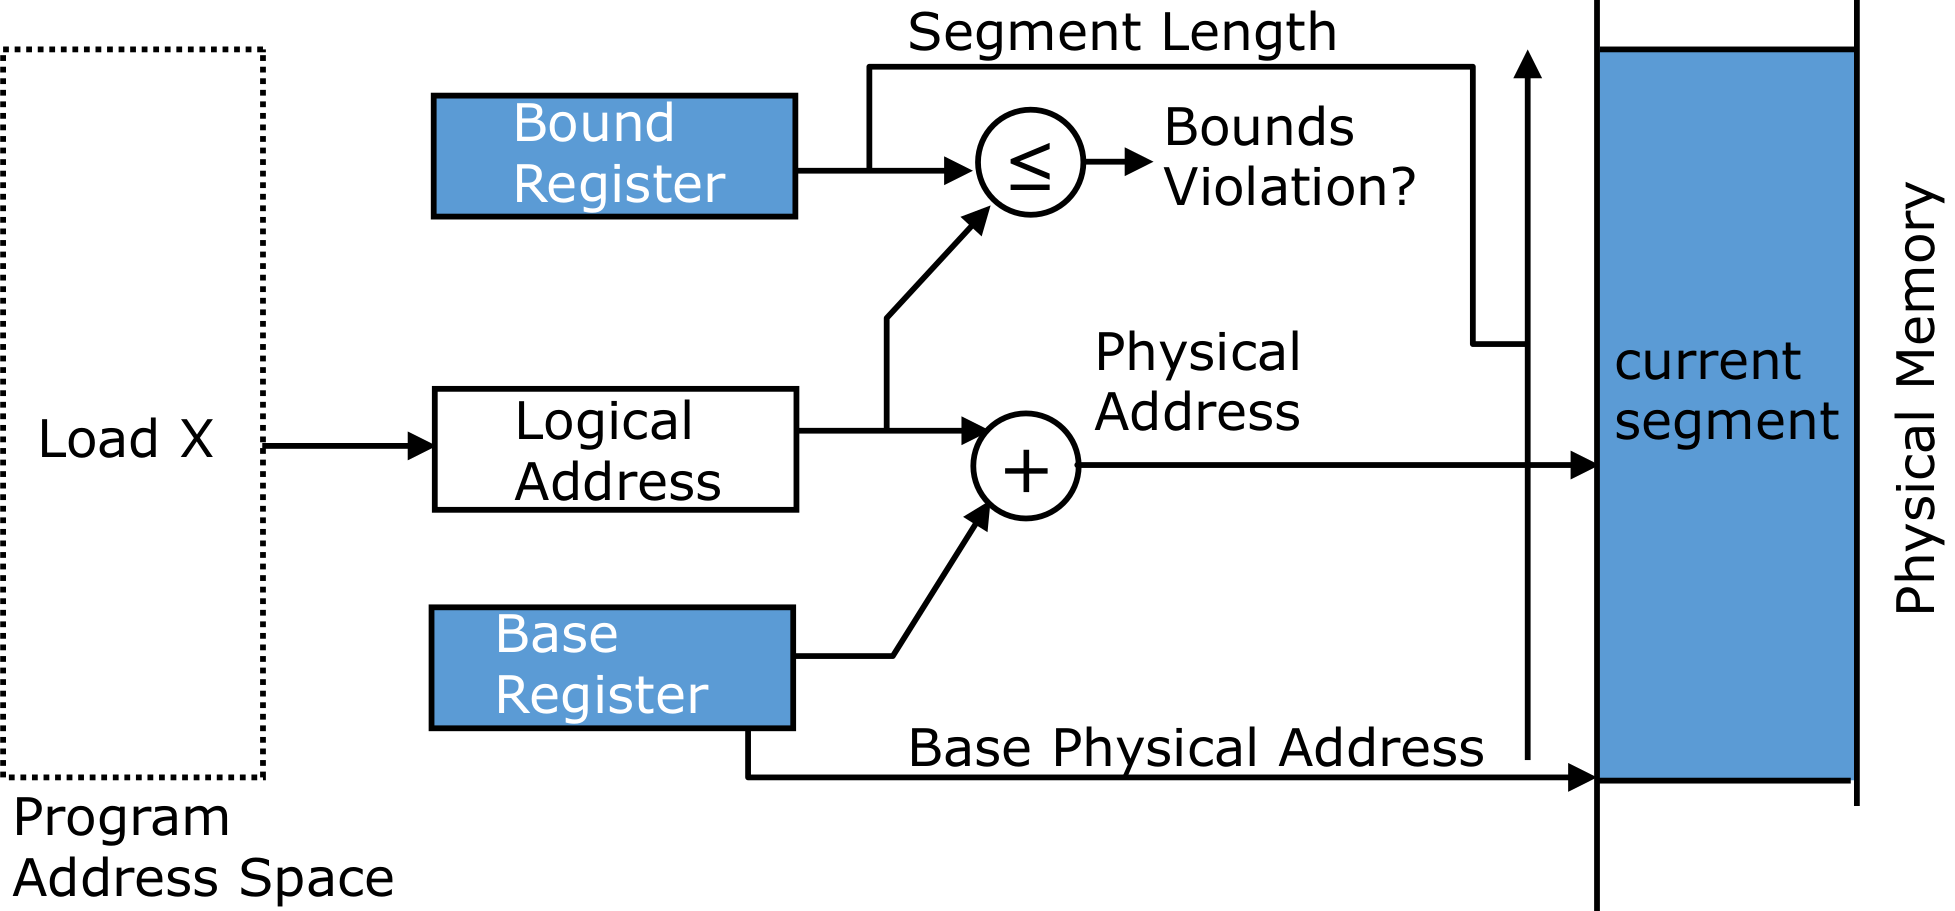 Segment Length
Bound
Register
≤
Bounds
Violation?
Load X
Logical
Address
Physical
Address
+
current
segment
Physical Memory
Base
Register
Base Physical Address
Program
Address Space